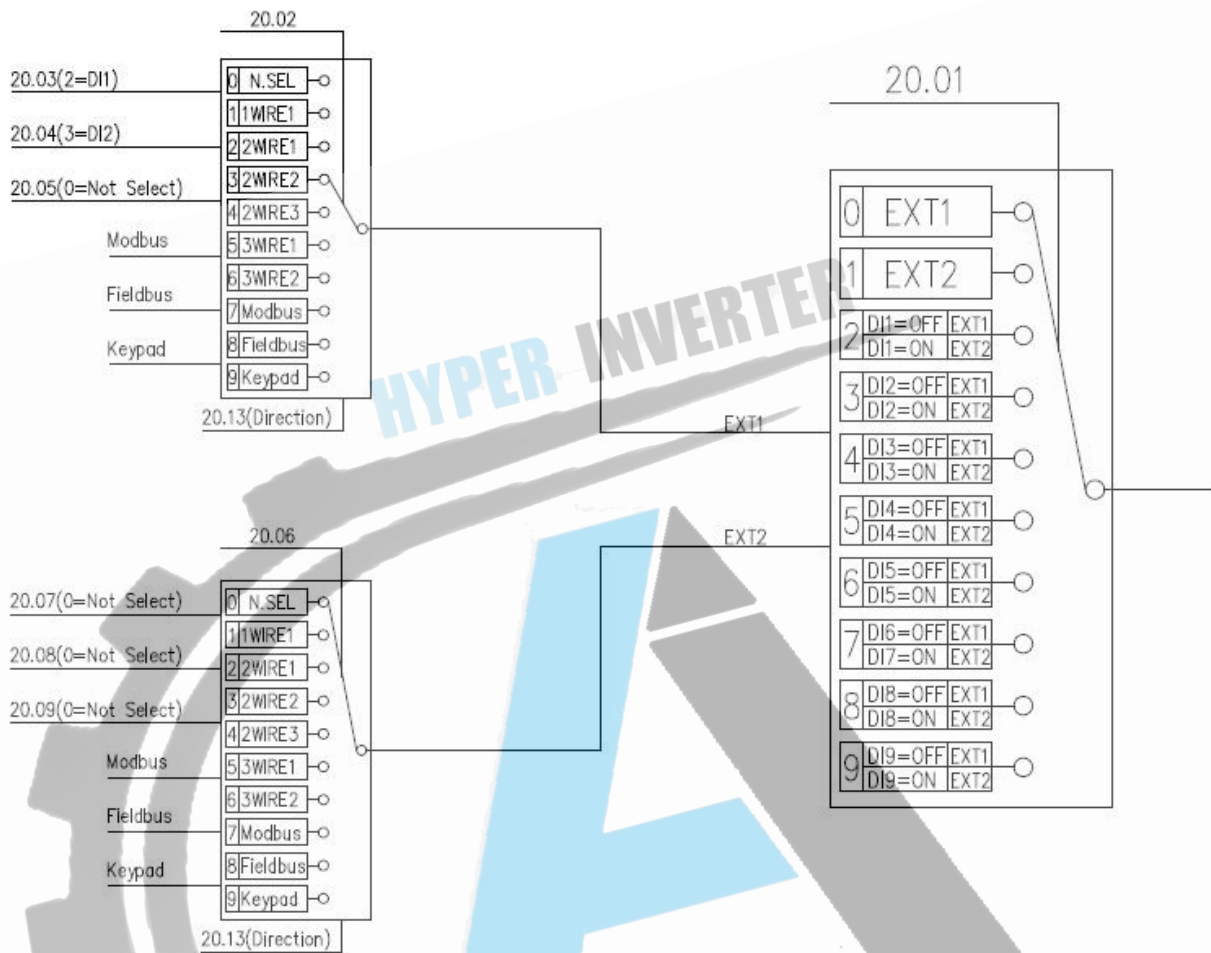 20.02
20.03(2=DI1)
20.04(3=DI2)
20.05(0=Not Select)
Modbus
Fieldbus
Keypad
0 N.SEL
1 1WIRE1
2 2WIRE1
3 2WIRE2
4 2WIRE3
5 3WIRE1
6 3WIRE2
7 Modbus
8 Fieldbus
9 Keypad
20.13(Direction)
EXT1
20.06
20.07(0=Not Select)
20.08(0=Not Select)
20.09(0=Not Select)
Modbus
Fieldbus
Keypad
0 N.SEL
1 1WIRE1
2 2WIRE1
3 2WIRE2
4 2WIRE3
5 3WIRE1
6 3WIRE2
7 Modbus
8 Fieldbus
9 Keypad
20.13(Direction)
EXT2
20.01
0 EXT1
1 EXT2
2 DI1=OFF EXT1
DI1=ON EXT2
3 DI2=OFF EXT1
DI2=ON EXT2
4 DI3=OFF EXT1
DI3=ON EXT2
5 DI4=OFF EXT1
DI4=ON EXT2
6 DI5=OFF EXT1
DI5=ON EXT2
7 DI6=OFF EXT1
DI7=ON EXT2
8 DI8=OFF EXT1
DI8=ON EXT2
9 DI9=OFF EXT1
DI9=ON EXT2
HYPER INVERTER